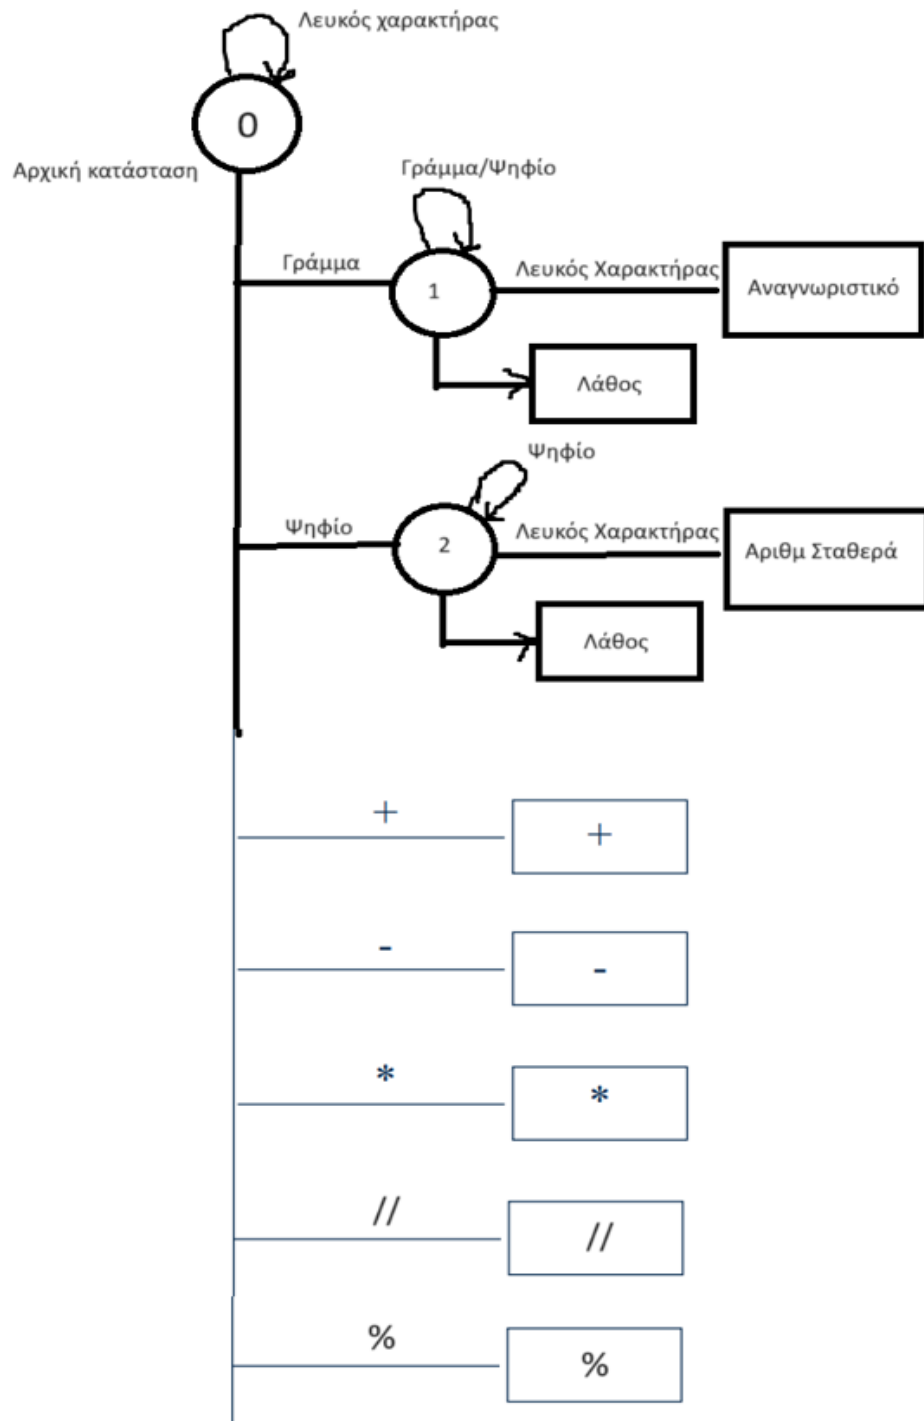 Λευκός χαρακτήρας
0
Αρχική κατάσταση
Γράμμα/Ψηφίο
Γράμμα
1
Λευκός Χαρακτήρας
Αναγνωριστικό
Λάθος
Ψηφίο
Ψηφίο
2
Λευκός Χαρακτήρας
Αριθμ Σταθερά
Λάθος
+
+
-
-
*
*
//
//
%
%